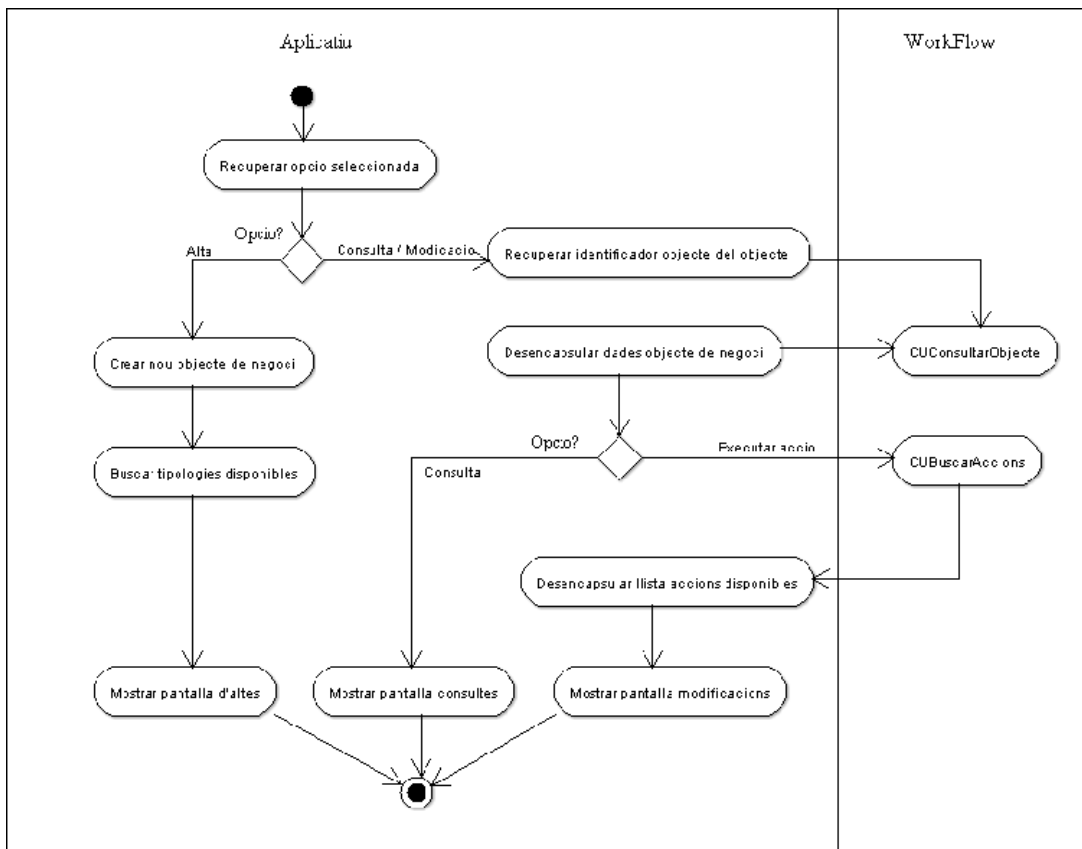 Aplicatiu
WorkFlow
Recuperar opcio seleccionada
Opcio?
Alta
Consulta / Modicacio
Recuperar identificador objecte del objecte
Crear nou objecte de negoci
Desencapsular dades objecte de negoci
CUConsultarObjecte
Opcio?
Executar accio
Consulta
Buscar tipologies disponibles
CUBuscarAccions
Desencapsular llista accions disponibles
Mostrar pantalla d'altes
Mostrar pantalla consultes
Mostrar pantalla modificacions